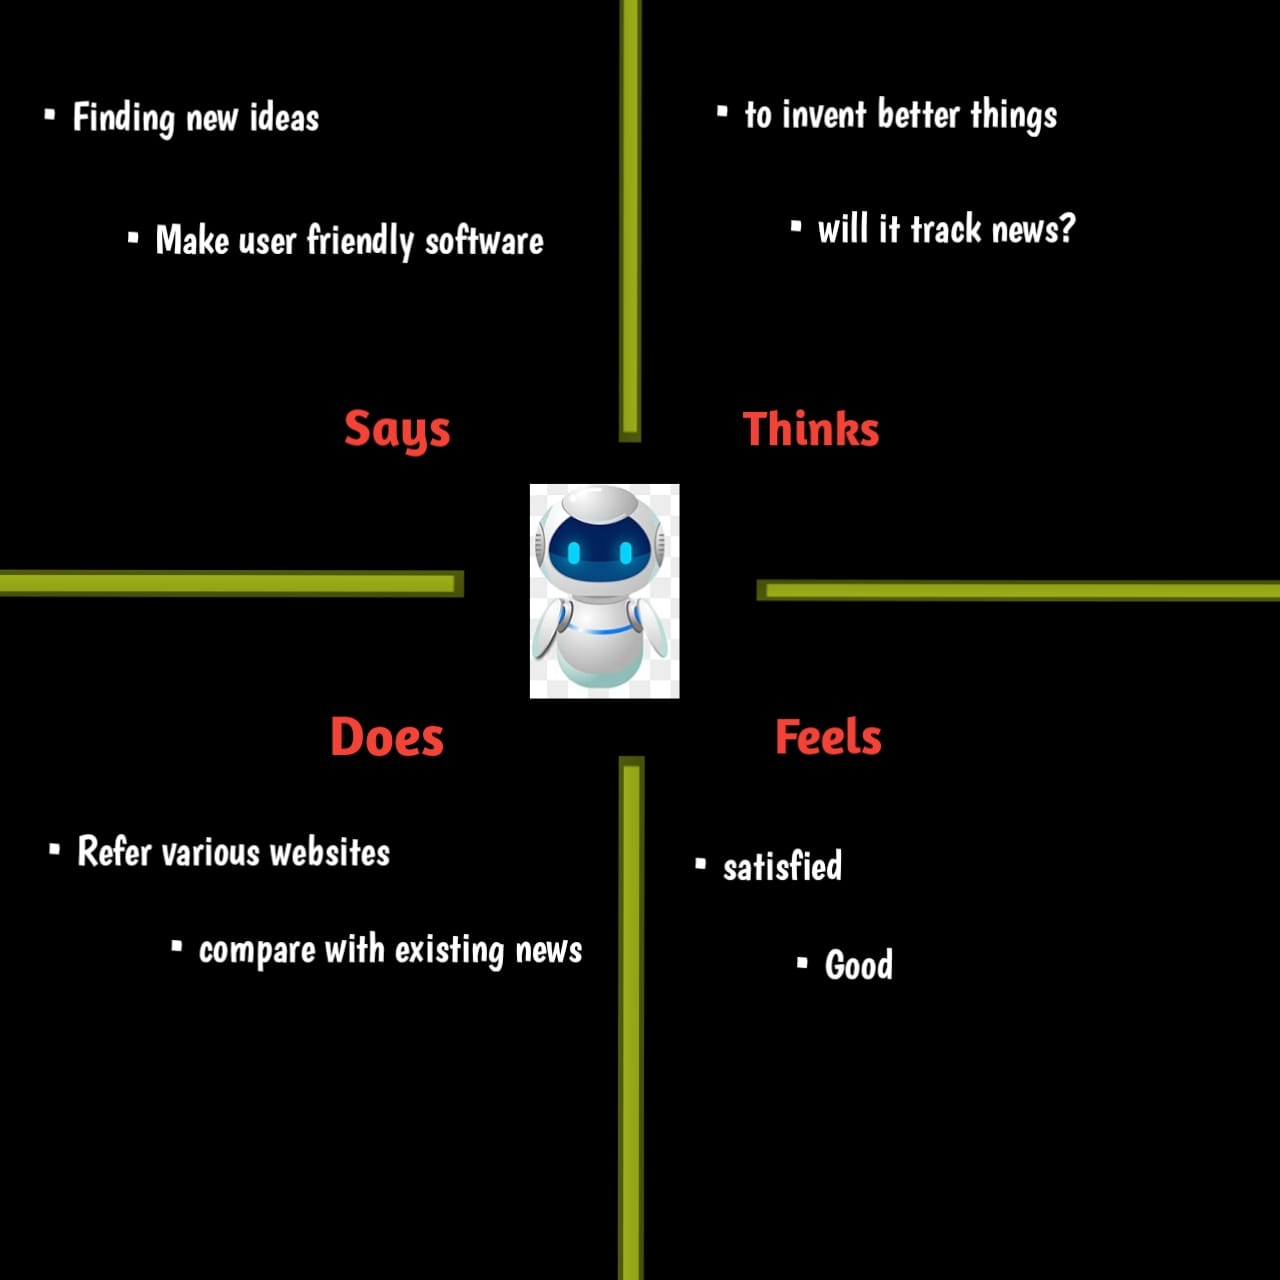 ▪ Finding new ideas
▪ Make user friendly software
Says
▪ to invent better things
▪ will it track news?
Thinks
Does
▪ Refer various websites
▪ compare with existing news
Feels
▪ satisfied
▪ Good